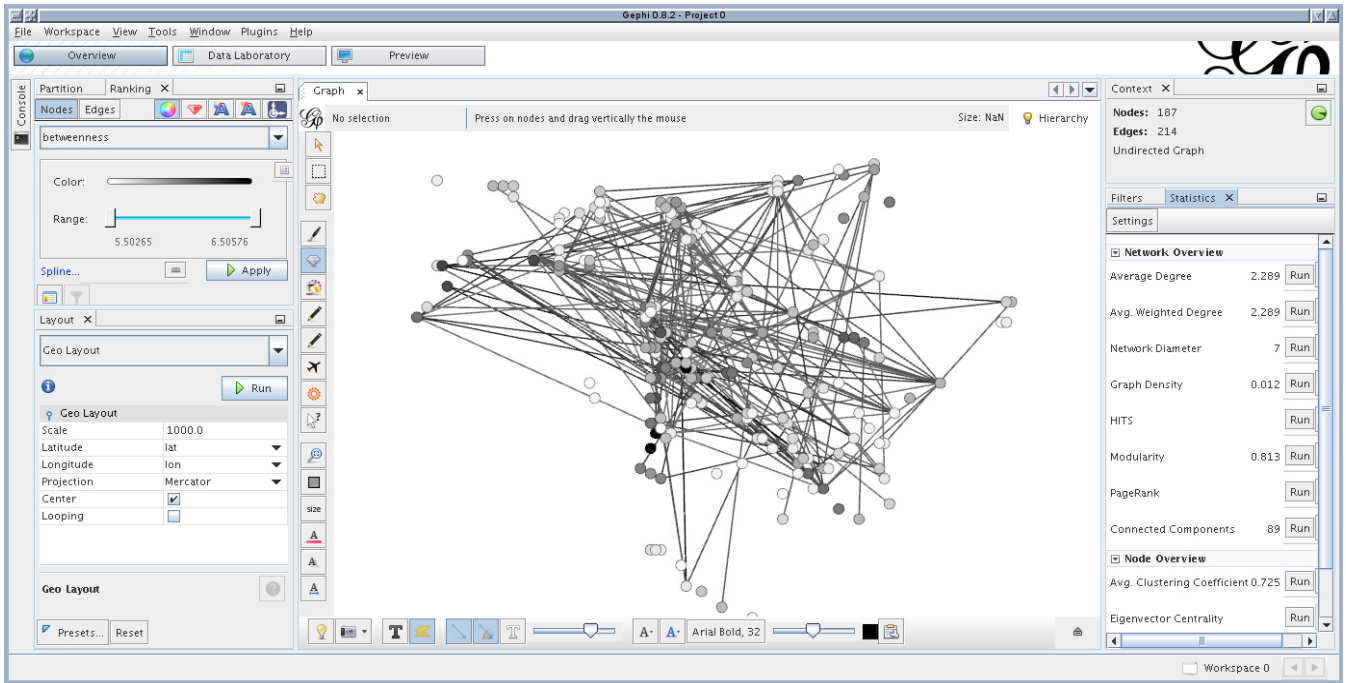 Gephi 0.8.2 - Project 0
File Workspace View Tools Window Plugins Help
Overview Data Laboratory Preview
Console
Partition Ranking
Nodes Edges
betweenness
Color:
Range:
5.50265 6.50576
Spline...
Apply
Layout
Geo Layout
Run
Geo Layout
Scale 1000.0
Latitude lat
Longitude lon
Projection Mercator
Center
Looping
Geo Layout
Presets... Reset
Graph
No selection Press on nodes and drag vertically the mouse Size: NaN Hierarchy
size
A
A
A
T T A- A- Arial Bold, 32
Context
Nodes: 187
Edges: 214
Undirected Graph
Filters Statistics
Settings
Network Overview
Average Degree 2.289 Run
Avg. Weighted Degree 2.289 Run
Network Diameter 7 Run
Graph Density 0.012 Run
HITS Run
Modularity 0.813 Run
PageRank Run
Connected Components 89 Run
Node Overview
Avg. Clustering Coefficient 0.725 Run
Eigenvector Centrality Run
Workspace 0